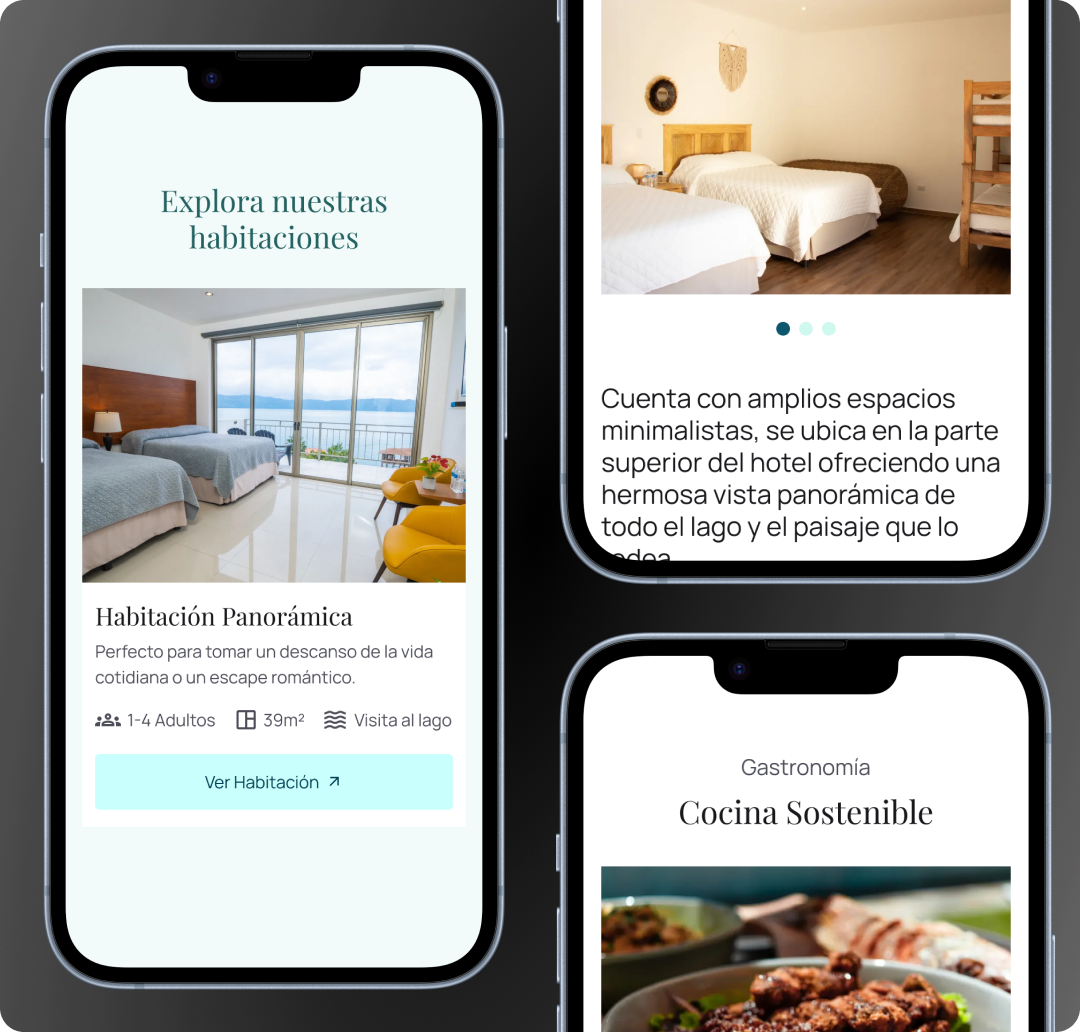 Explora nuestras
habitaciones
Habitación Panorámica
Perfecto para tomar un descanso de la vida
cotidiana o un escape romántico.
1-4 Adultos
39m²
Visita al lago
Ver Habitación
Cuenta con amplios espacios
minimalistas, se ubica en la parte
superior del hotel ofreciendo una
hermosa vista panorámica de
todo el lago y el paisaje que lo
Gastronomía
Cocina Sostenible